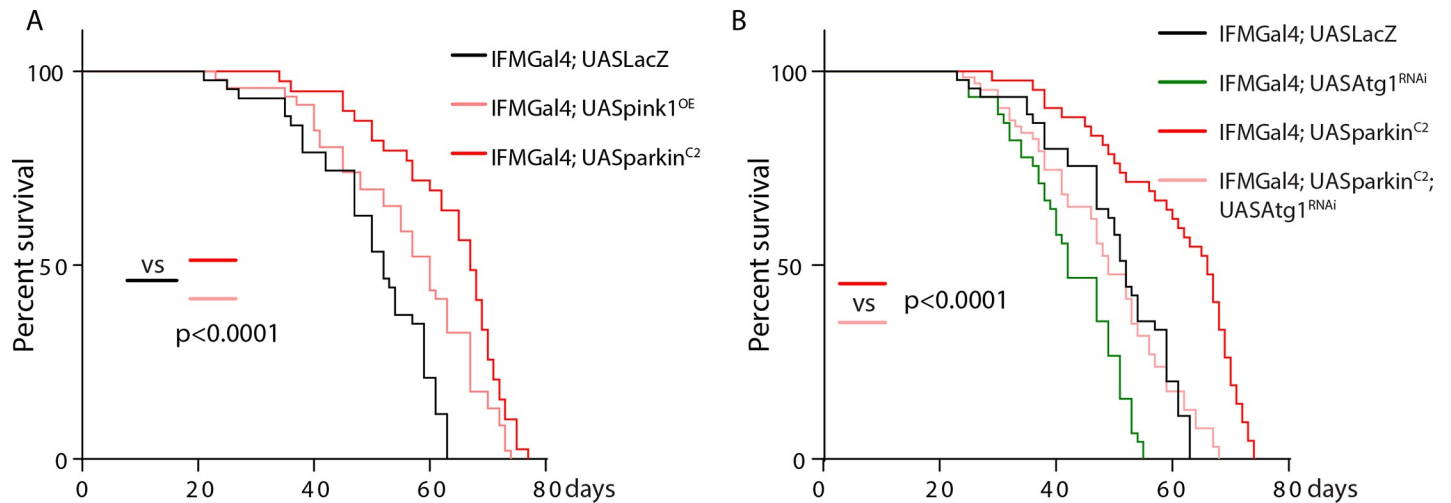 A
IFMGal4; UASLacZ
IFMGal4; UASpink1ᴼᴱ
IFMGal4; UASparkinᶜ²
Percent survival
100
50
0
vs
p<0.0001
0 20 40 60 80 days
B
IFMGal4; UASLacZ
IFMGal4; UASAtg1ᴿᴺᴬⁱ
IFMGal4; UASparkinᶜ²
IFMGal4; UASparkinᶜ²;
UASAtg1ᴿᴺᴬⁱ
Percent survival
100
50
0
vs p<0.0001
0 20 40 60 80 days